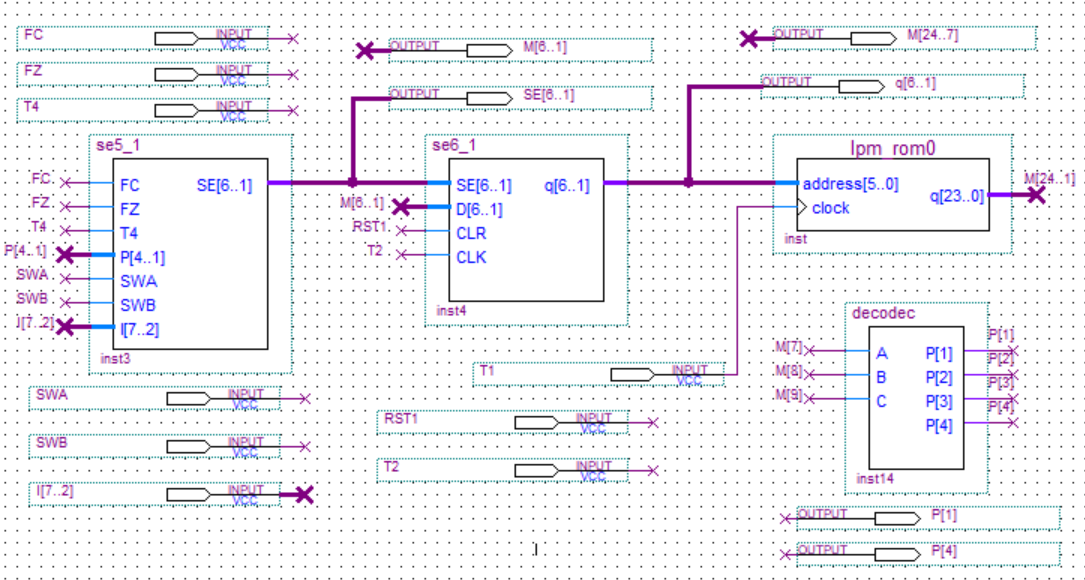 FC INPUT VCC
OUTPUT M[6..1]
OUTPUT M[24..7]
FZ INPUT VCC
OUTPUT SE[6..1]
OUTPUT q[6..1]
T4 INPUT VCC
se5_1
FC FC SE[6..1]
FZ FZ
T4 T4
P[4..1] P[4..1]
SWA SWA
SWB SWB
I[7..2] I[7..2]
inst3
se6_1
SE[6..1] q[6..1]
M[6..1] D[6..1]
RST1 CLR
T2 CLK
inst4
lpm_rom0
address[5..0]
clock q[23..0] M[24..1]
inst
decodec
M[7] A P[1] P[1]
M[8] B P[2] P[2]
M[9] C P[3] P[3]
P[4] P[4]
inst14
T1 INPUT VCC
SWA INPUT VCC
RST1 INPUT VCC
SWB INPUT VCC
T2 INPUT VCC
I[7..2] INPUT VCC
OUTPUT P[1]
OUTPUT P[4]